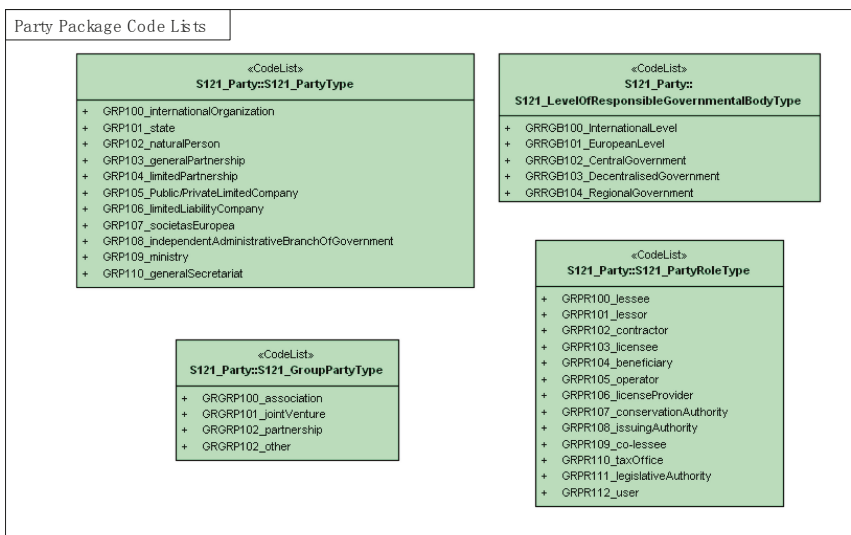 Party Package Code Lists
«CodeList»
S121_Party::S121_PartyType
+ GRP100_internationalOrganization
+ GRP101_state
+ GRP102_naturalPerson
+ GRP103_generalPartnership
+ GRP104_limitedPartnership
+ GRP105_Public/PrivateLimitedCompany
+ GRP106_limitedLiabilityCompany
+ GRP107_societasEuropea
+ GRP108_independentAdministrativeBranchOfGovernment
+ GRP109_ministry
+ GRP110_generalSecretariat
«CodeList»
S121_Party::
S121_LevelOfResponsibleGovernmentalBodyType
+ GRRGB100_InternationalLevel
+ GRRGB101_EuropeanLevel
+ GRRGB102_CentralGovernment
+ GRRGB103_DecentralisedGovernment
+ GRRGB104_RegionalGovernment
«CodeList»
S121_Party::S121_GroupPartyType
+ GRGRP100_association
+ GRGRP101_jointVenture
+ GRGRP102_partnership
+ GRGRP102_other
«CodeList»
S121_Party::S121_PartyRoleType
+ GRPR100_lessee
+ GRPR101_lessor
+ GRPR102_contractor
+ GRPR103_licensee
+ GRPR104_beneficiary
+ GRPR105_operator
+ GRPR106_licenseProvider
+ GRPR107_conservationAuthority
+ GRPR108_issuingAuthority
+ GRPR109_co-lessee
+ GRPR110_taxOffice
+ GRPR111_legislativeAuthority
+ GRPR112_user